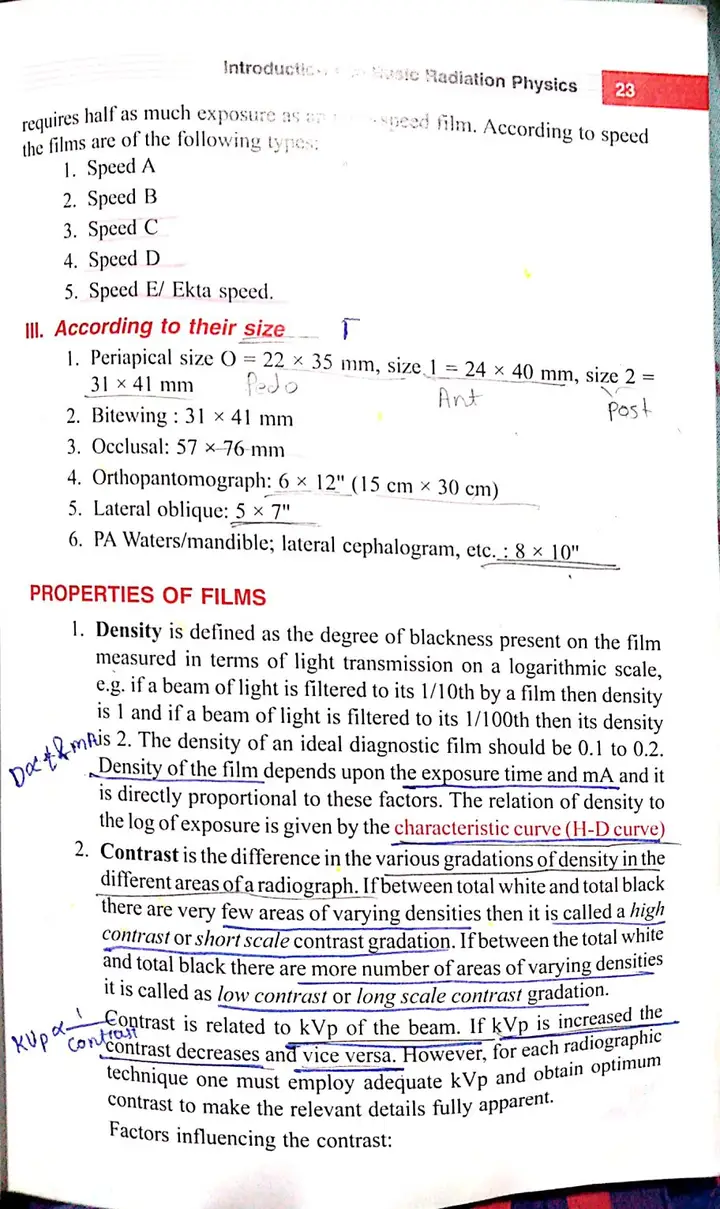 Introduction Basic Radiation Physics 23
requires half as much exposure as speed film. According to speed
the films are of the following types:
1. Speed A
2. Speed B
3. Speed C
4. Speed D
5. Speed E/ Ekta speed.
III. According to their size
1. Periapical size O = 22 × 35 mm, size 1 = 24 × 40 mm, size 2 =
31 × 41 mm Pedo Ant Post
2. Bitewing : 31 × 41 mm
3. Occlusal: 57 × 76 mm
4. Orthopantomograph: 6 × 12" (15 cm × 30 cm)
5. Lateral oblique: 5 × 7"
6. PA Waters/mandible; lateral cephalogram, etc. : 8 × 10"
PROPERTIES OF FILMS
1. Density is defined as the degree of blackness present on the film
measured in terms of light transmission on a logarithmic scale,
e.g. if a beam of light is filtered to its 1/10th by a film then density
is 1 and if a beam of light is filtered to its 1/100th then its density
is 2. The density of an ideal diagnostic film should be 0.1 to 0.2.
D∝ t & mA
Density of the film depends upon the exposure time and mA and it
is directly proportional to these factors. The relation of density to
the log of exposure is given by the characteristic curve (H-D curve)
2. Contrast is the difference in the various gradations of density in the
different areas of a radiograph. If between total white and total black
there are very few areas of varying densities then it is called a high
contrast or short scale contrast gradation. If between the total white
and total black there are more number of areas of varying densities
it is called as low contrast or long scale contrast gradation.
KVp ∝ 1
Contrast
Contrast is related to kVp of the beam. If kVp is increased the
contrast decreases and vice versa. However, for each radiographic
technique one must employ adequate kVp and obtain optimum
contrast to make the relevant details fully apparent.
Factors influencing the contrast: